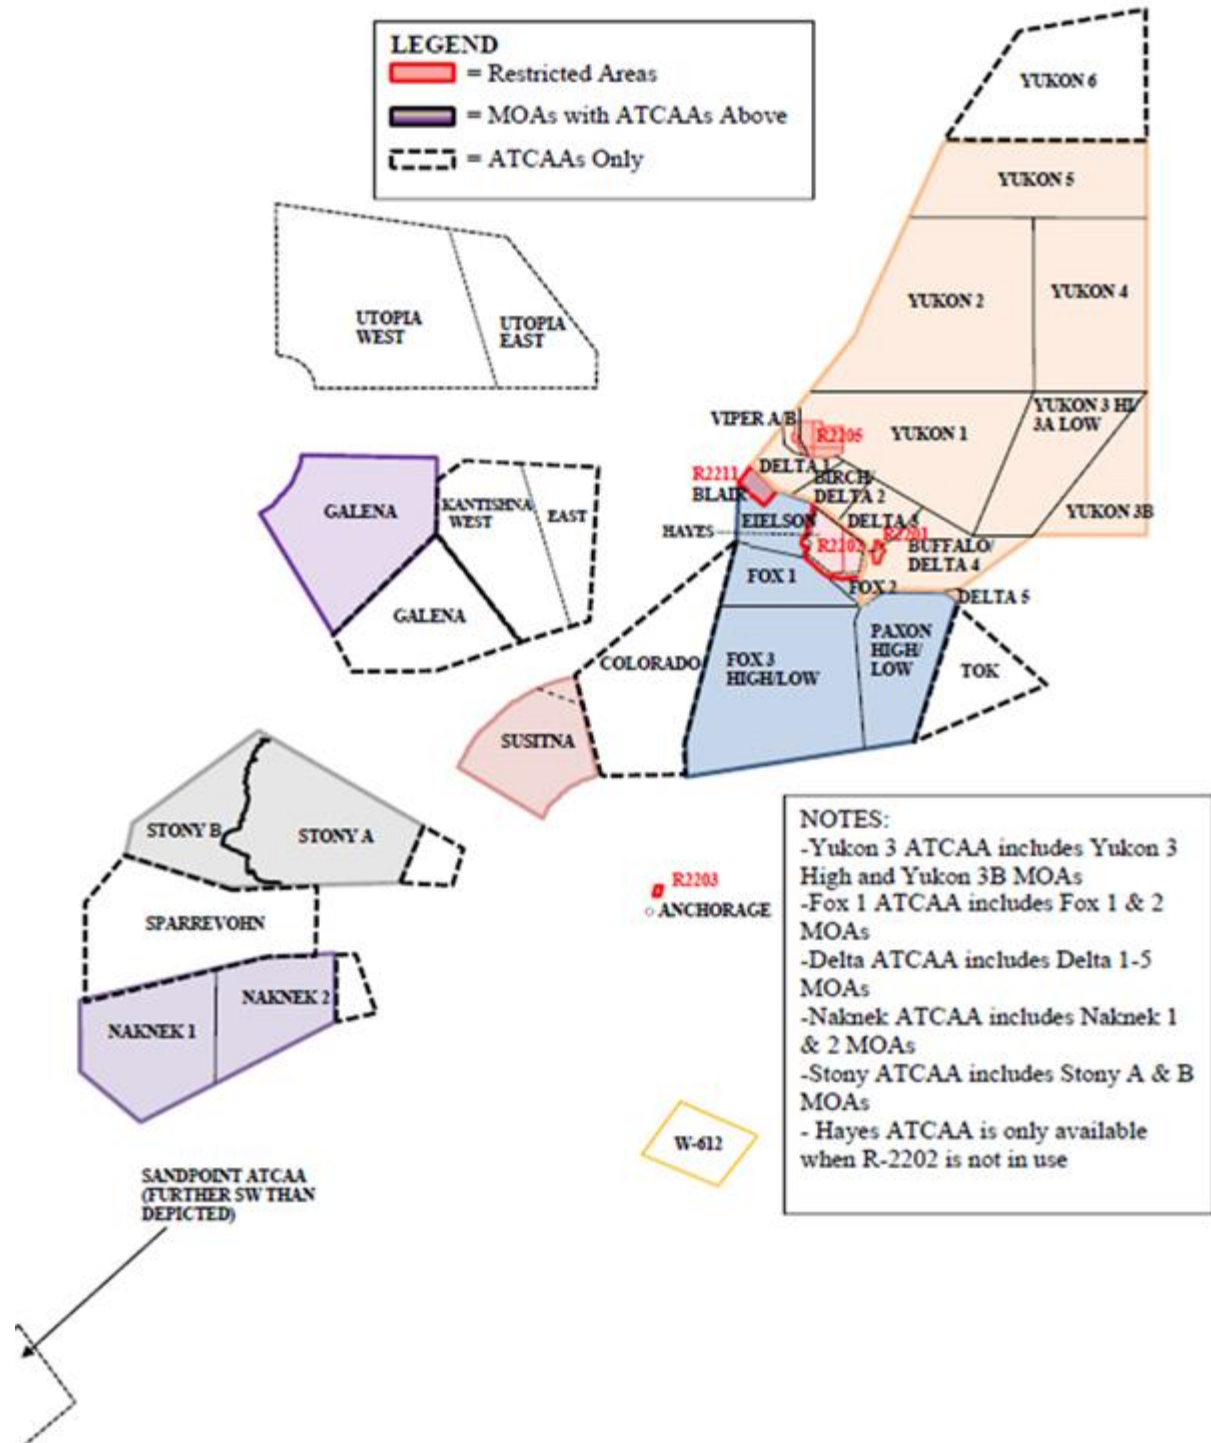 LEGEND
= Restricted Areas
= MOAs with ATCAAs Above
= ATCAAs Only
YUKON 6
YUKON 5
YUKON 2
YUKON 4
UTOPIA
WEST
UTOPIA
EAST
YUKON 3 HI/
3A LOW
VIPER A/B
R2205
YUKON 1
DELTA 1
R2211
BLAIR
BIRCH/
DELTA 2
YUKON 3B
GALENA
KANTISHNA
WEST
EAST
EIELSON
DELTA 3
HAYES
R2202
R2201
BUFFALO/
DELTA 4
FOX 1
FOX 2
DELTA 5
GALENA
PAXON
HIGH/
LOW
COLORADO
FOX 3
HIGH/LOW
TOK
SUSITNA
STONY B
STONY A
R2203
ANCHORAGE
SPARREVOHN
NAKNEK 2
NAKNEK 1
NOTES:
-Yukon 3 ATCAA includes Yukon 3
High and Yukon 3B MOAs
-Fox 1 ATCAA includes Fox 1 & 2
MOAs
-Delta ATCAA includes Delta 1-5
MOAs
-Naknek ATCAA includes Naknek 1
& 2 MOAs
-Stony ATCAA includes Stony A & B
MOAs
- Hayes ATCAA is only available
when R-2202 is not in use
W-612
SANDPOINT ATCAA
(FURTHER SW THAN
DEPICTED)